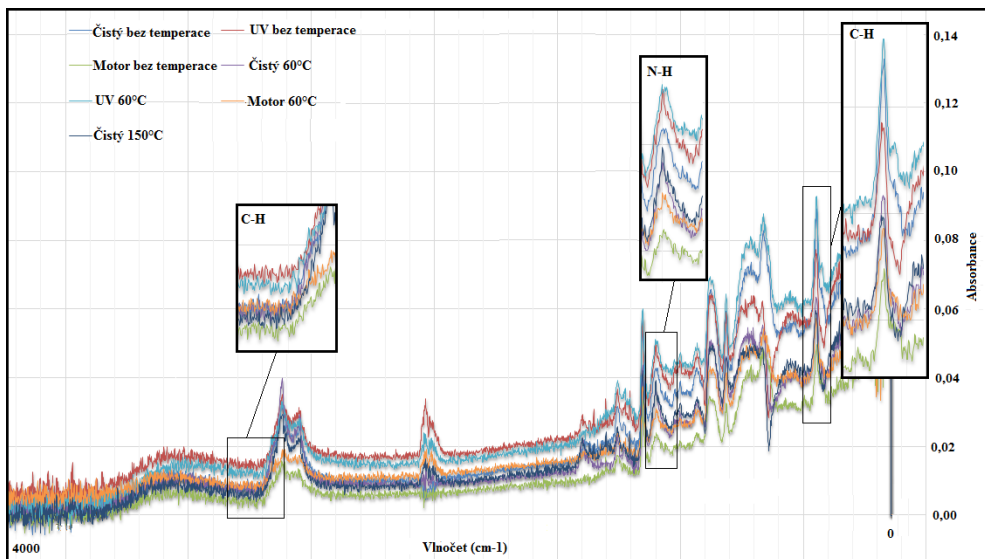 Čistý bez temperace
UV bez temperace
Motor bez temperace
Čistý 60°C
UV 60°C
Motor 60°C
Čistý 150°C
C-H
N-H
C-H
0,14
0,12
0,10
0,08
0,06
0,04
0,02
0,00
Absorbance
4000
Vlnočet (cm-1)
0